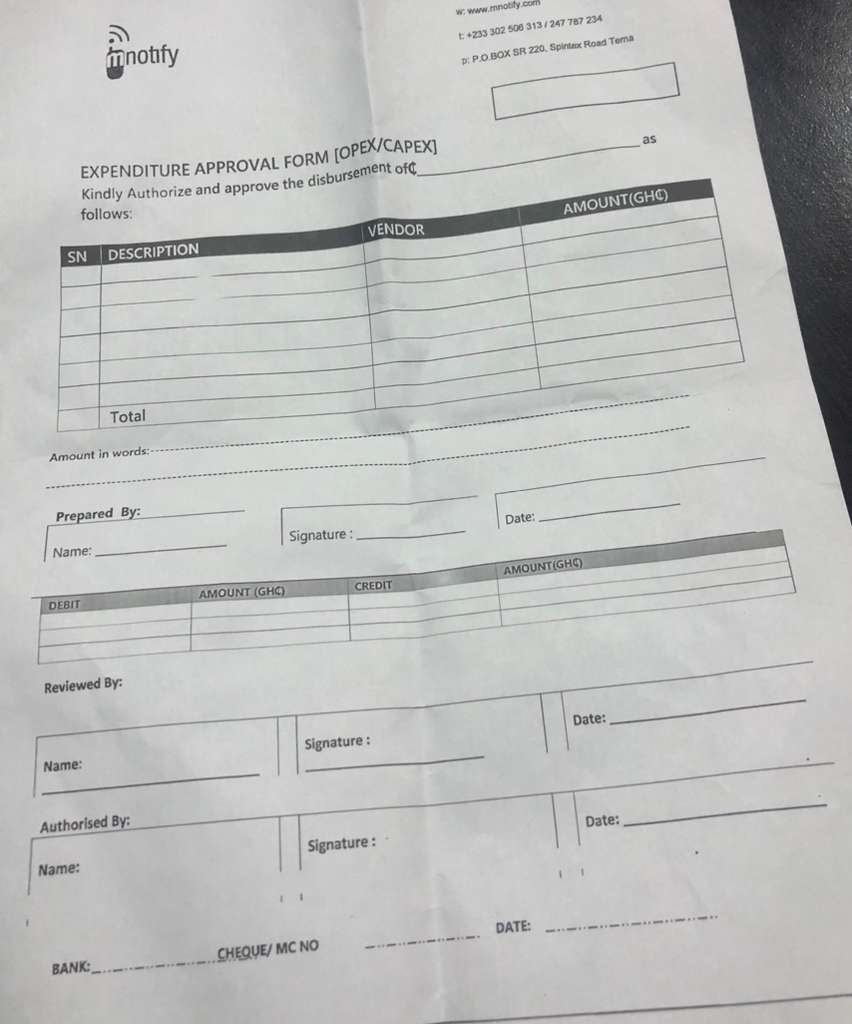 mnotify
w: www.mnotify.com
t: +233 302 506 313 / 247 787 234
p: P.O.BOX SR 220, Spintex Road Tema
EXPENDITURE APPROVAL FORM [OPEX/CAPEX]
Kindly Authorize and approve the disbursement of₵ as
follows:
SN DESCRIPTION VENDOR AMOUNT(GH₵)
Total
Amount in words:
Prepared By:
Name: Signature : Date:
DEBIT AMOUNT (GH₵) CREDIT AMOUNT(GH₵)
Reviewed By:
Name: Signature : Date:
Authorised By:
Name: Signature : Date:
BANK: CHEQUE/ MC NO DATE: